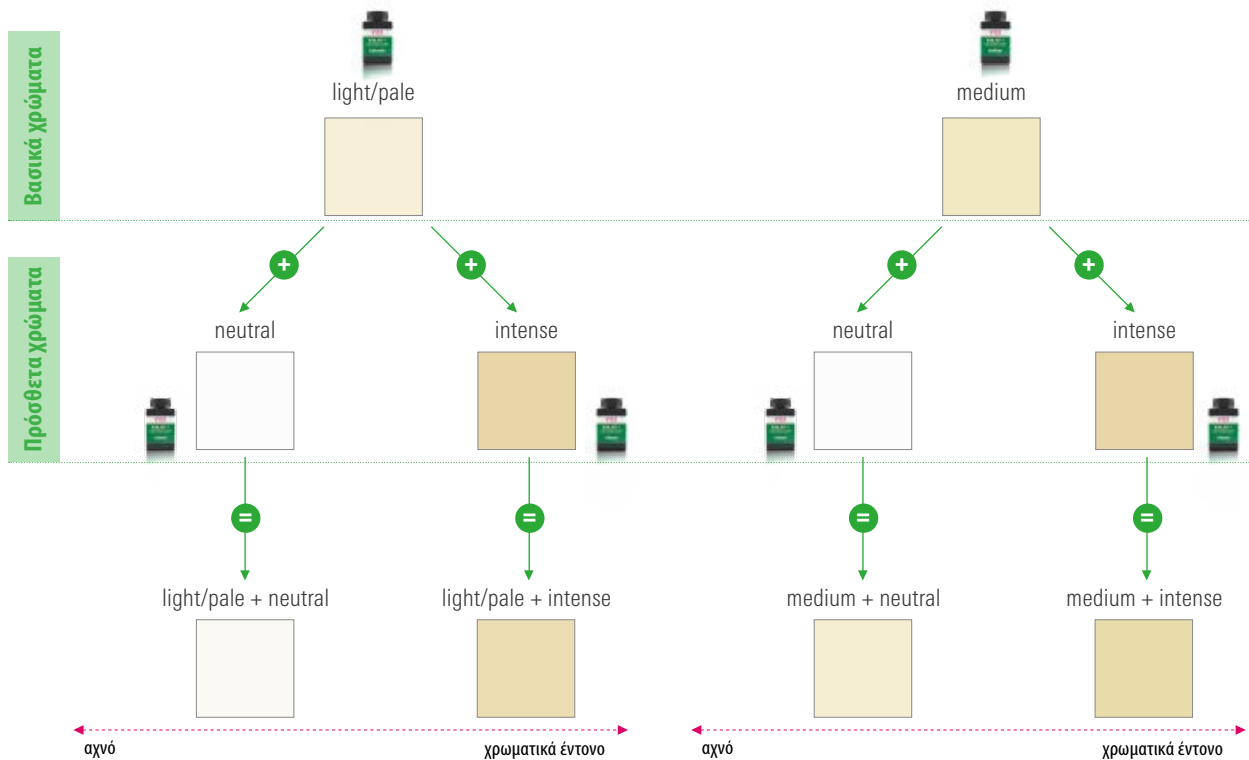 light/pale
medium
Βασικά χρώματα
neutral
intense
neutral
intense
Πρόσθετα χρώματα
light/pale + neutral
light/pale + intense
medium + neutral
medium + intense
αχνό
χρωματικά έντονο
αχνό
χρωματικά έντονο